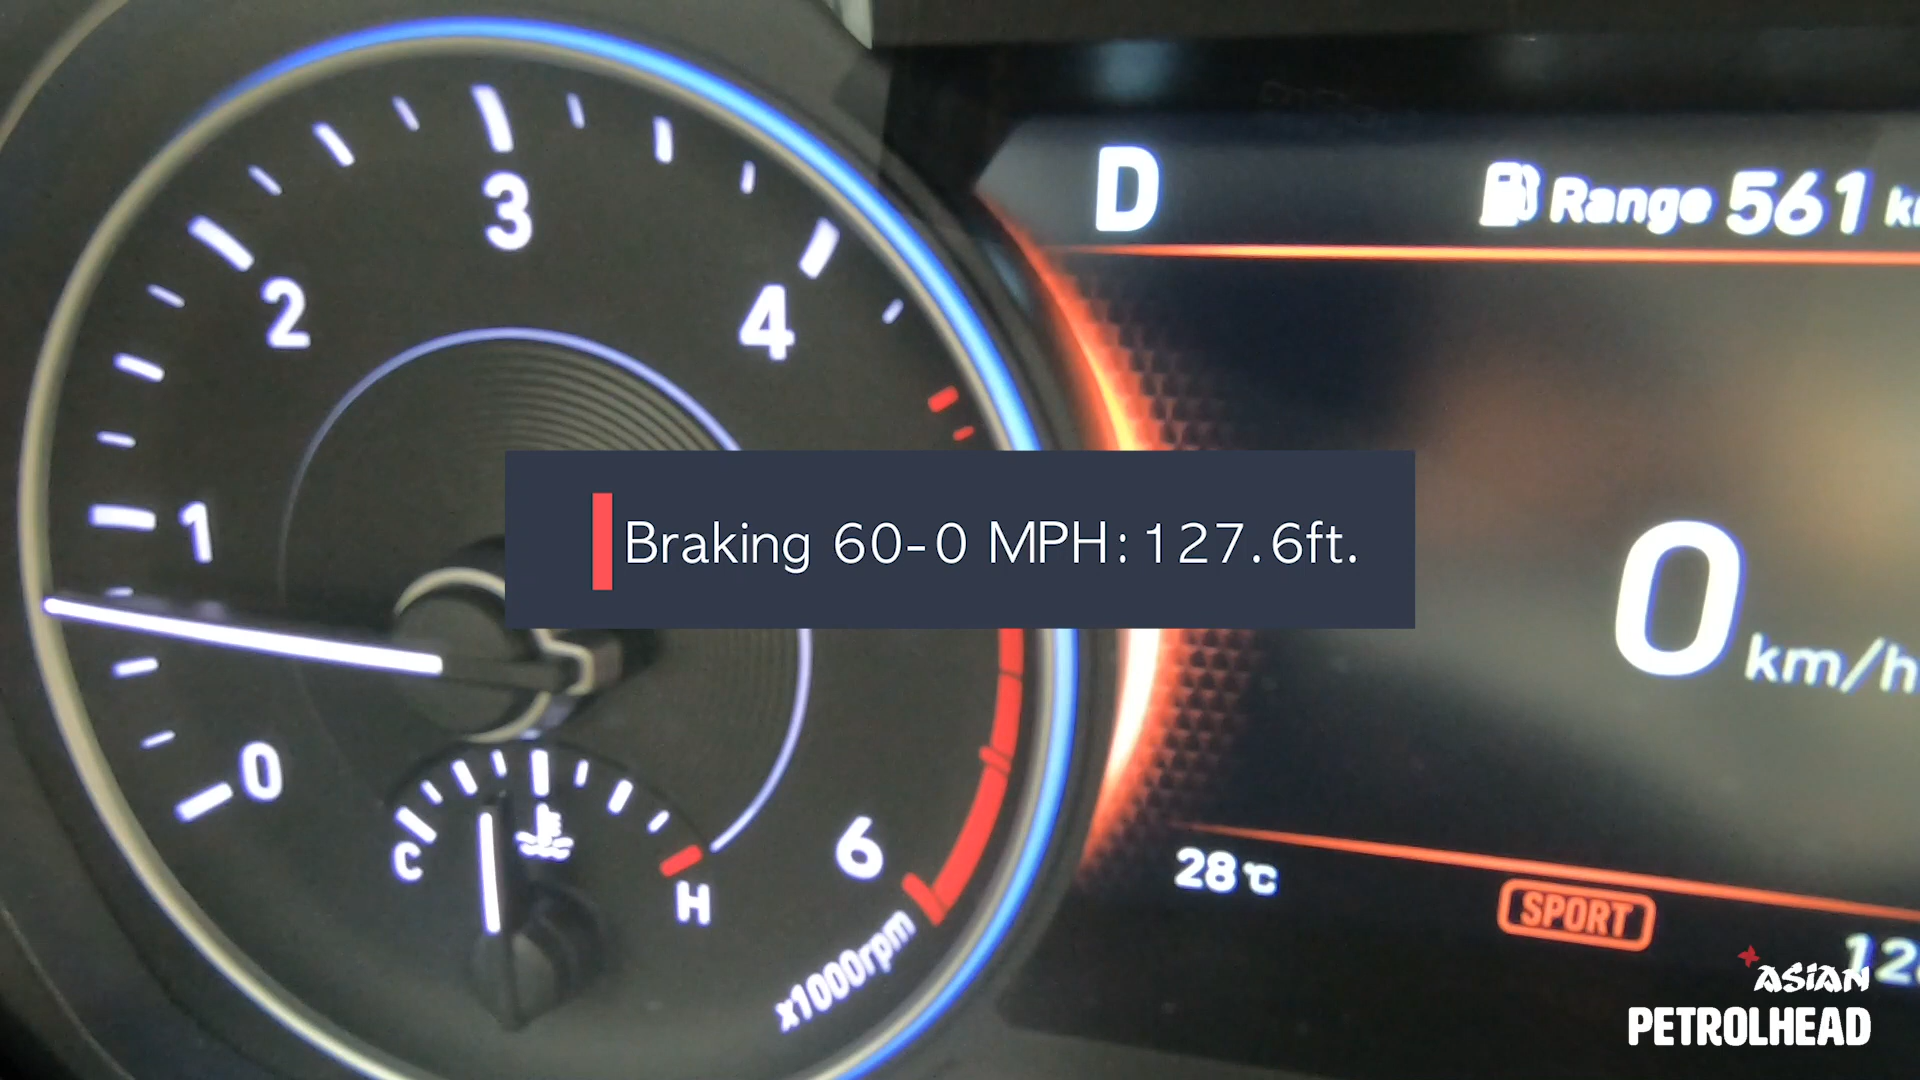 3
2
4
1
0
6
C
H
x1000rpm
D
Range 561
Braking 60-0 MPH: 127.6ft.
0 km/h
28℃
SPORT
ASIAN
PETROLHEAD